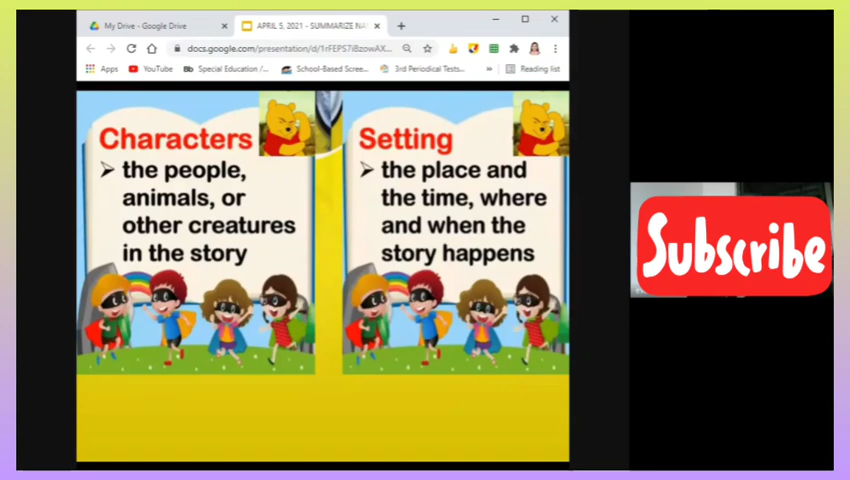 My Drive - Google Drive
APRIL 5, 2021 - SUMMARIZE NA
docs.google.com/presentation/d/1rFEPS7i8zowAX...
Apps
YouTube
Bb
Special Education /...
School-Based Scree...
3rd Periodical Tests...
»
Reading list
Characters
➢ the people,
animals, or
other creatures
in the story
Setting
➢ the place and
the time, where
and when the
story happens
Subscribe